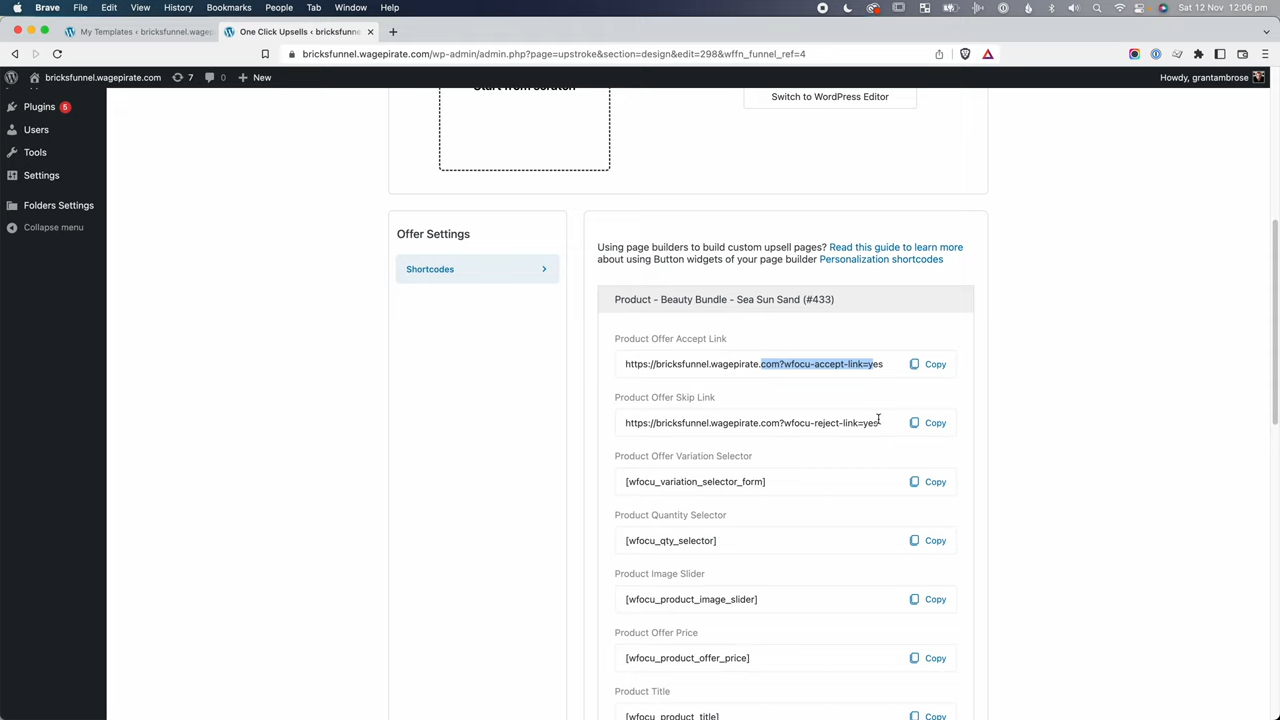 Brave File Edit View History Bookmarks People Tab Window Help Sat 12 Nov 12:06 pm
My Templates ‹ bricksfunnel.wagep
One Click Upsells ‹ bricksfunne
bricksfunnel.wagepirate.com/wp-admin/admin.php?page=upstroke&section=design&edit=298&wffn_funnel_ref=4
bricksfunnel.wagepirate.com 7 0 New Howdy, grantambrose
Plugins 5
Users
Tools
Settings
Folders Settings
Collapse menu
Start from scratch
Switch to WordPress Editor
Offer Settings
Shortcodes
Using page builders to build custom upsell pages? Read this guide to learn more
about using Button widgets of your page builder Personalization shortcodes
Product - Beauty Bundle - Sea Sun Sand (#433)
Product Offer Accept Link
https://bricksfunnel.wagepirate.com?wfocu-accept-link=yes Copy
Product Offer Skip Link
https://bricksfunnel.wagepirate.com?wfocu-reject-link=yes Copy
Product Offer Variation Selector
[wfocu_variation_selector_form] Copy
Product Quantity Selector
[wfocu_qty_selector] Copy
Product Image Slider
[wfocu_product_image_slider] Copy
Product Offer Price
[wfocu_product_offer_price] Copy
Product Title
[wfocu_product_title] Copy